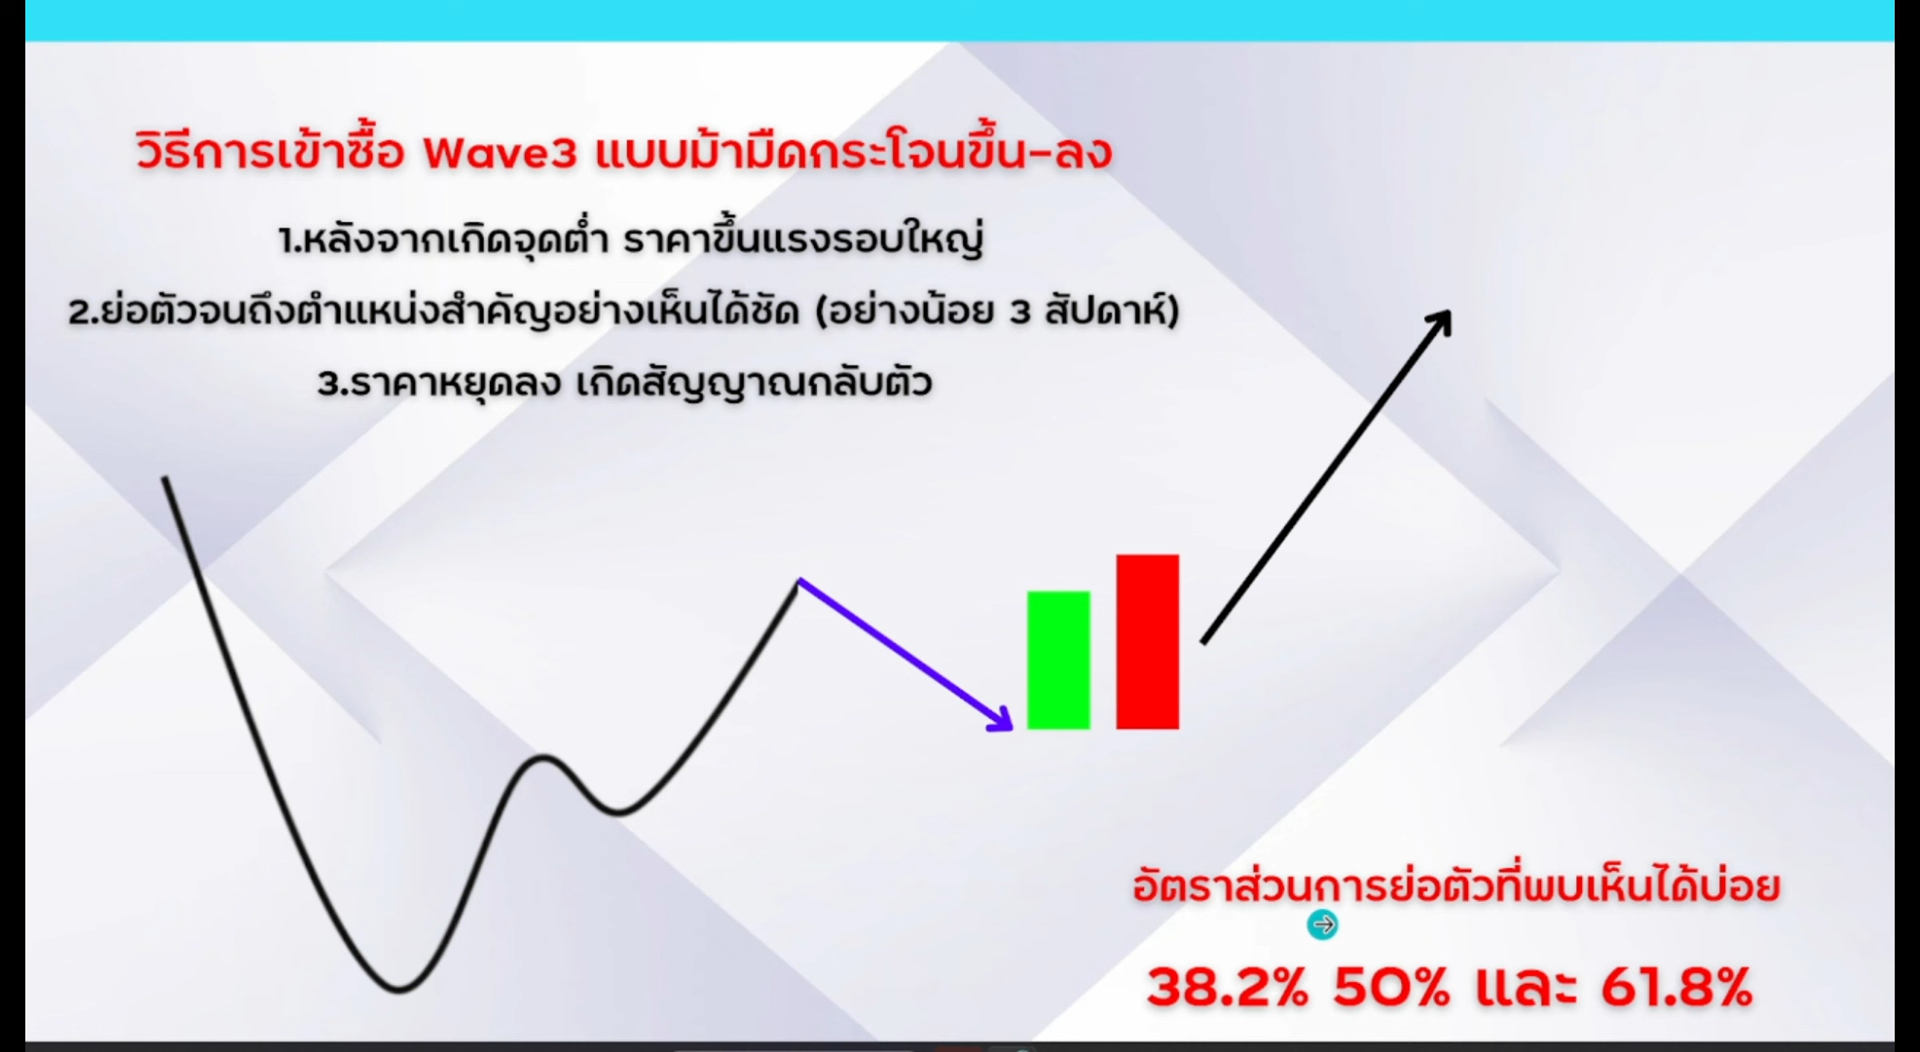 วิธีการเข้าซื้อ Wave3 แบบม้ามืดกระโจนขึ้น-ลง
1.หลังจากเกิดจุดต่ำ ราคาขึ้นแรงรอบใหญ่
2.ย่อตัวจนถึงตำแหน่งสำคัญอย่างเห็นได้ชัด (อย่างน้อย 3 สัปดาห์)
3.ราคาหยุดลง เกิดสัญญาณกลับตัว
อัตราส่วนการย่อตัวที่พบเห็นได้บ่อย
38.2% 50% และ 61.8%